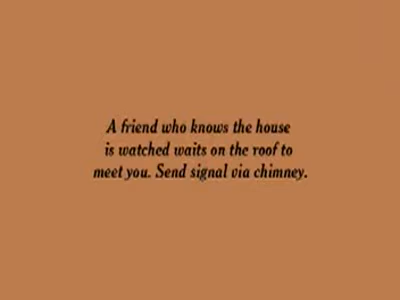 A friend who knows the house
is watched waits on the roof to
meet you. Send signal via chimney.